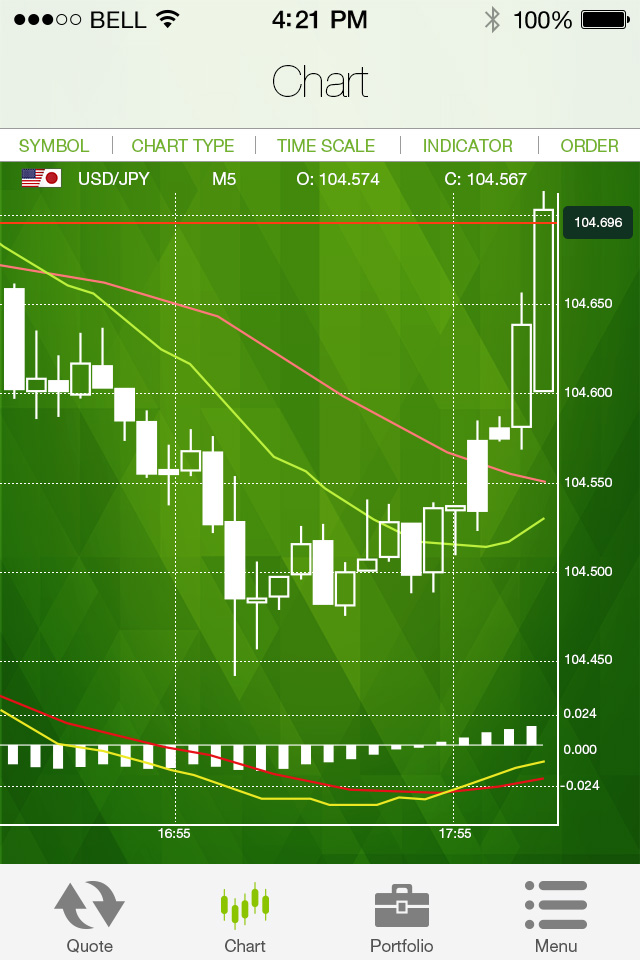 BELL 4:21 PM 100%
Chart
SYMBOL CHART TYPE TIME SCALE INDICATOR ORDER
USD/JPY M5 O: 104.574 C: 104.567
104.696
104.650
104.600
104.550
104.500
104.450
0.024
0.000
-0.024
16:55 17:55
Quote Chart Portfolio Menu